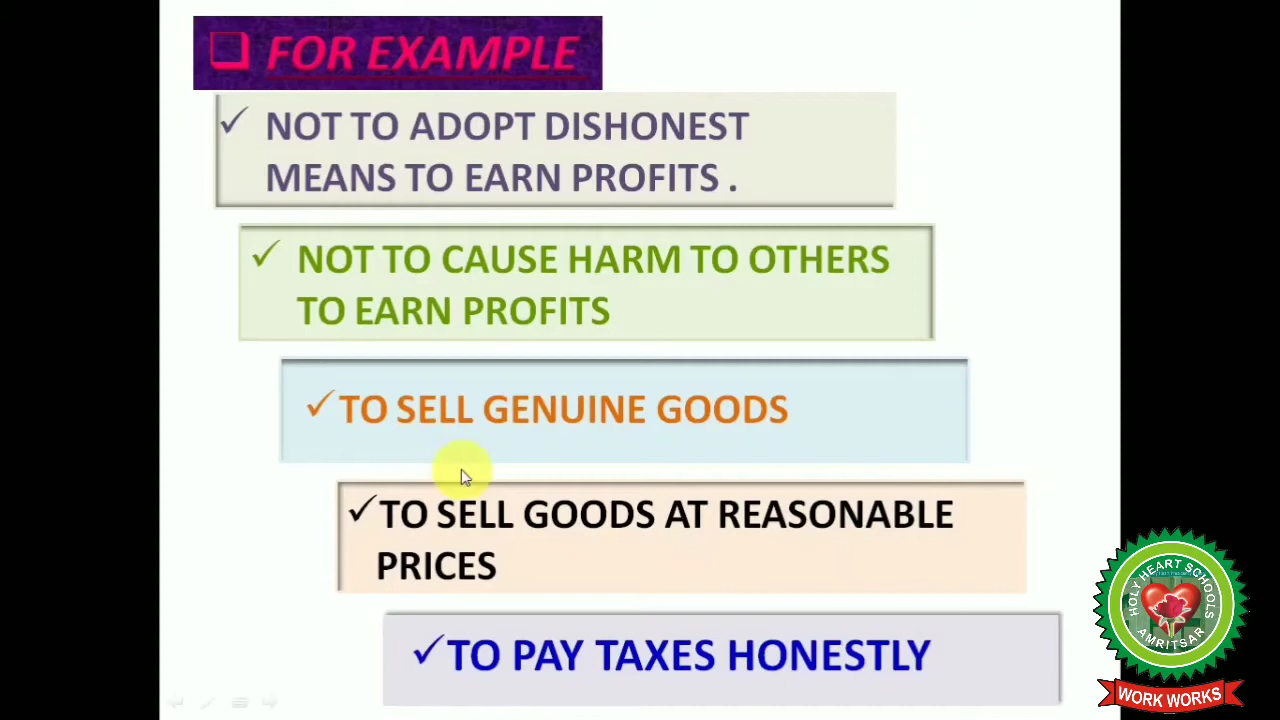 FOR EXAMPLE
NOT TO ADOPT DISHONEST
MEANS TO EARN PROFITS .
NOT TO CAUSE HARM TO OTHERS
TO EARN PROFITS
TO SELL GENUINE GOODS
TO SELL GOODS AT REASONABLE
PRICES
TO PAY TAXES HONESTLY
HOLY HEART SCHOOLS
AMRITSAR
WORK WORKS